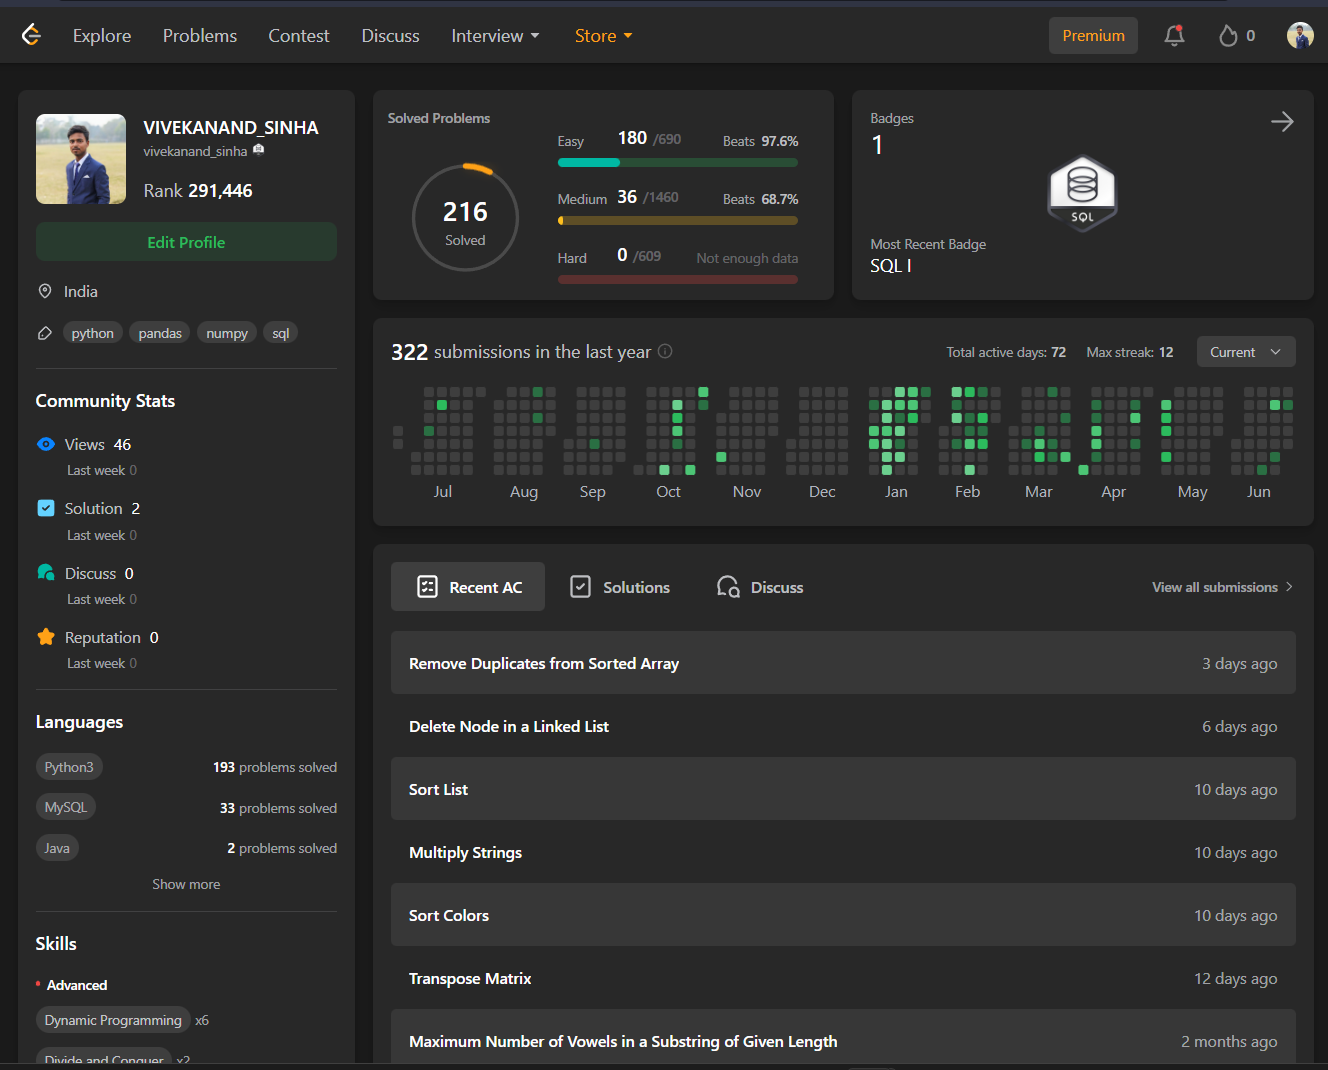 Explore Problems Contest Discuss Interview Store Premium 0
VIVEKANAND_SINHA
vivekanand_sinha
Rank 291,446
Edit Profile
India
python pandas numpy sql
Community Stats
Views 46
Last week 0
Solution 2
Last week 0
Discuss 0
Last week 0
Reputation 0
Last week 0
Languages
Python3 193 problems solved
MySQL 33 problems solved
Java 2 problems solved
Show more
Skills
Advanced
Dynamic Programming x6
Divide and Conquer x2
Solved Problems
216
Solved
Easy 180 /690 Beats 97.6%
Medium 36 /1460 Beats 68.7%
Hard 0 /609 Not enough data
Badges
1
SQL
Most Recent Badge
SQL I
322 submissions in the last year Total active days: 72 Max streak: 12 Current
Jul Aug Sep Oct Nov Dec Jan Feb Mar Apr May Jun
Recent AC Solutions Discuss View all submissions
Remove Duplicates from Sorted Array 3 days ago
Delete Node in a Linked List 6 days ago
Sort List 10 days ago
Multiply Strings 10 days ago
Sort Colors 10 days ago
Transpose Matrix 12 days ago
Maximum Number of Vowels in a Substring of Given Length 2 months ago